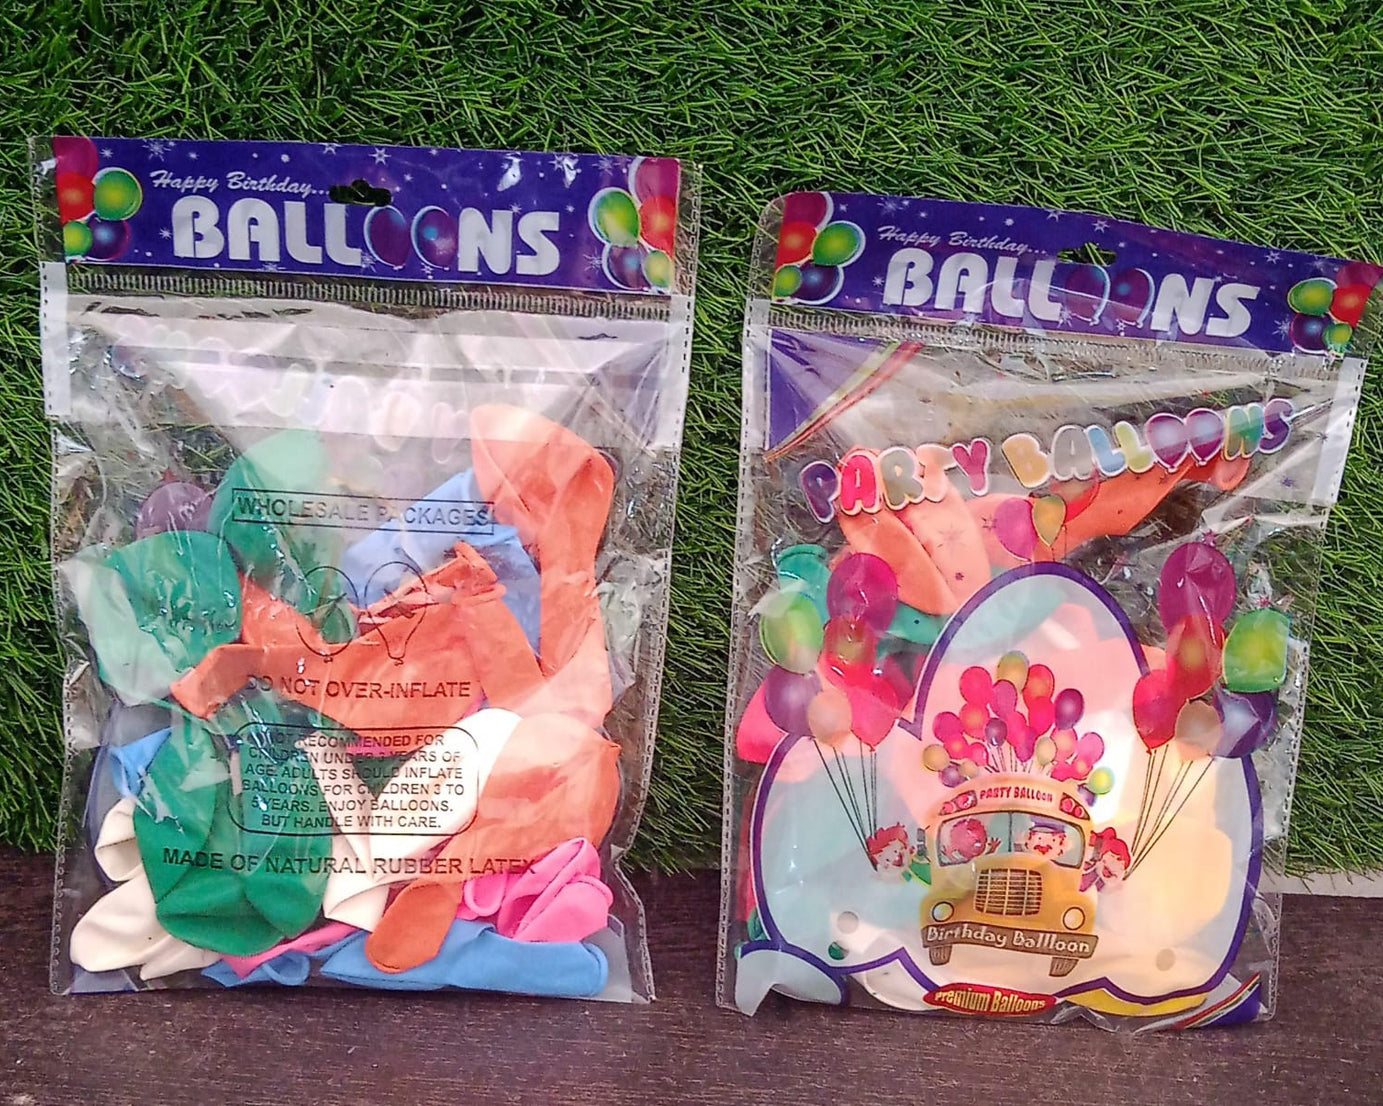 Happy Birthday...
BALLOONS
WHOLESALE PACKAGES
DO NOT OVER-INFLATE
NOT RECOMMENDED FOR
CHILDREN UNDER 3 YEARS OF
AGE. ADULTS SHOULD INFLATE
BALLOONS FOR CHILDREN 3 TO
5 YEARS. ENJOY BALLOONS.
BUT HANDLE WITH CARE.
MADE OF NATURAL RUBBER LATEX
Happy Birthday...
BALLOONS
PARTY BALLOONS
PARTY BALLOON
Birthday Ballloon
Premium Balloons